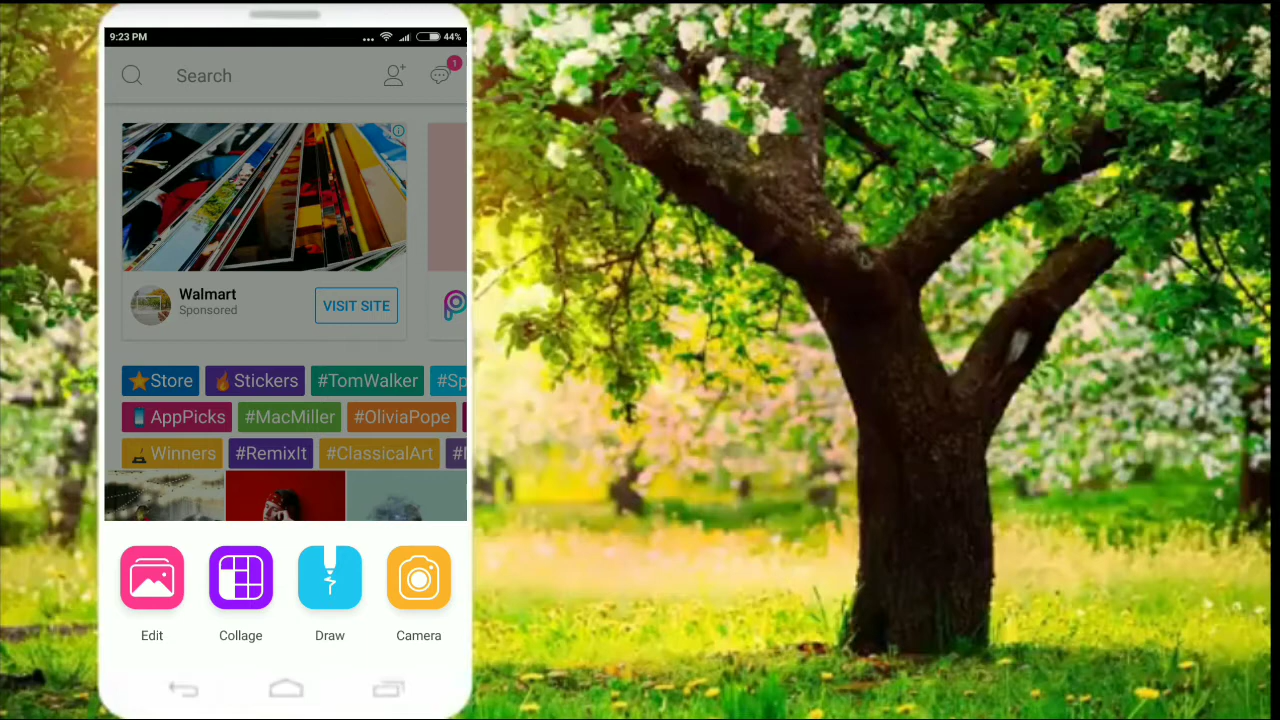 9:23 PM 44%
Search
1
Walmart
Sponsored
VISIT SITE
Store Stickers #TomWalker #Sp
AppPicks #MacMiller #OliviaPope
Winners #RemixIt #ClassicalArt
Edit Collage Draw Camera